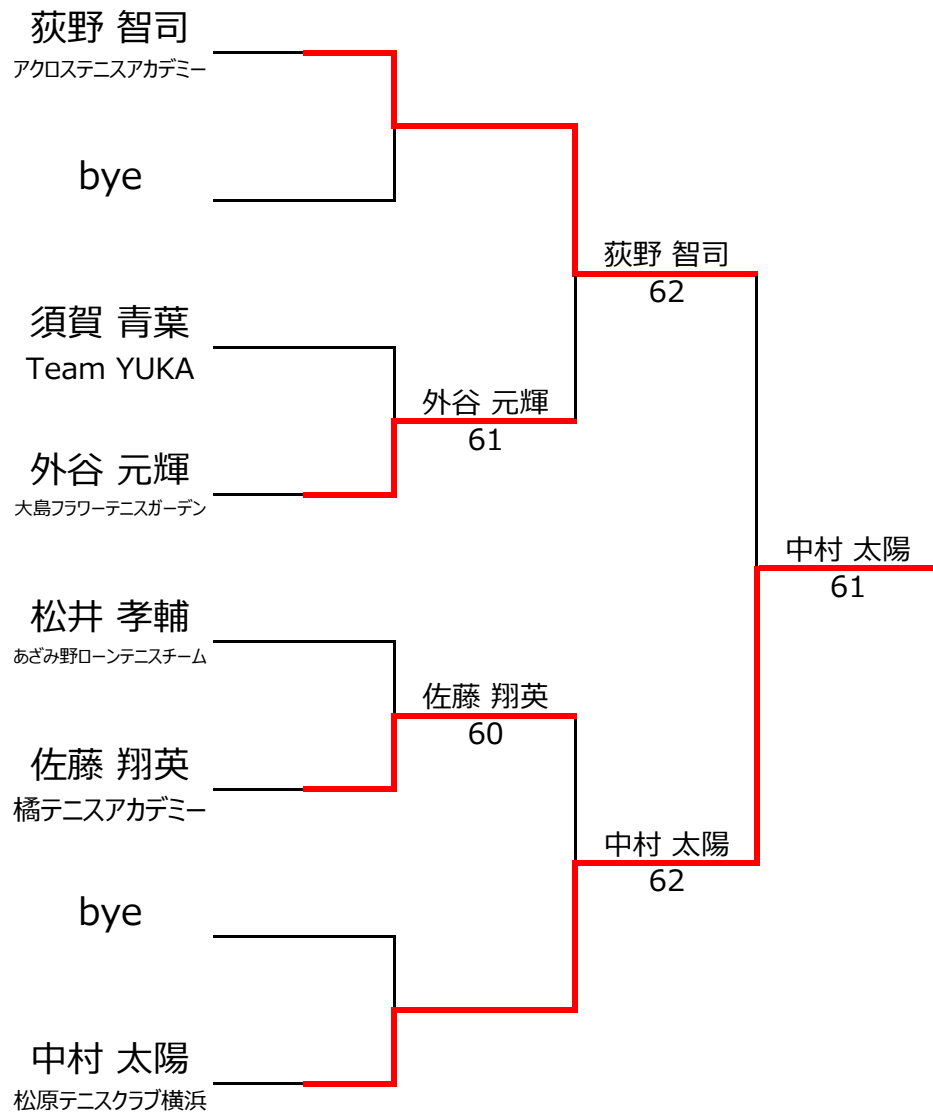 荻野 智司
アクロステニスアカデミー
bye
須賀 青葉
Team YUKA
外谷 元輝
大島フラワーテニスガーデン
松井 孝輔
あざみ野ローンテニスチーム
佐藤 翔英
橘テニスアカデミー
bye
中村 太陽
松原テニスクラブ横浜
外谷 元輝
61
佐藤 翔英
60
荻野 智司
62
中村 太陽
62
中村 太陽
61